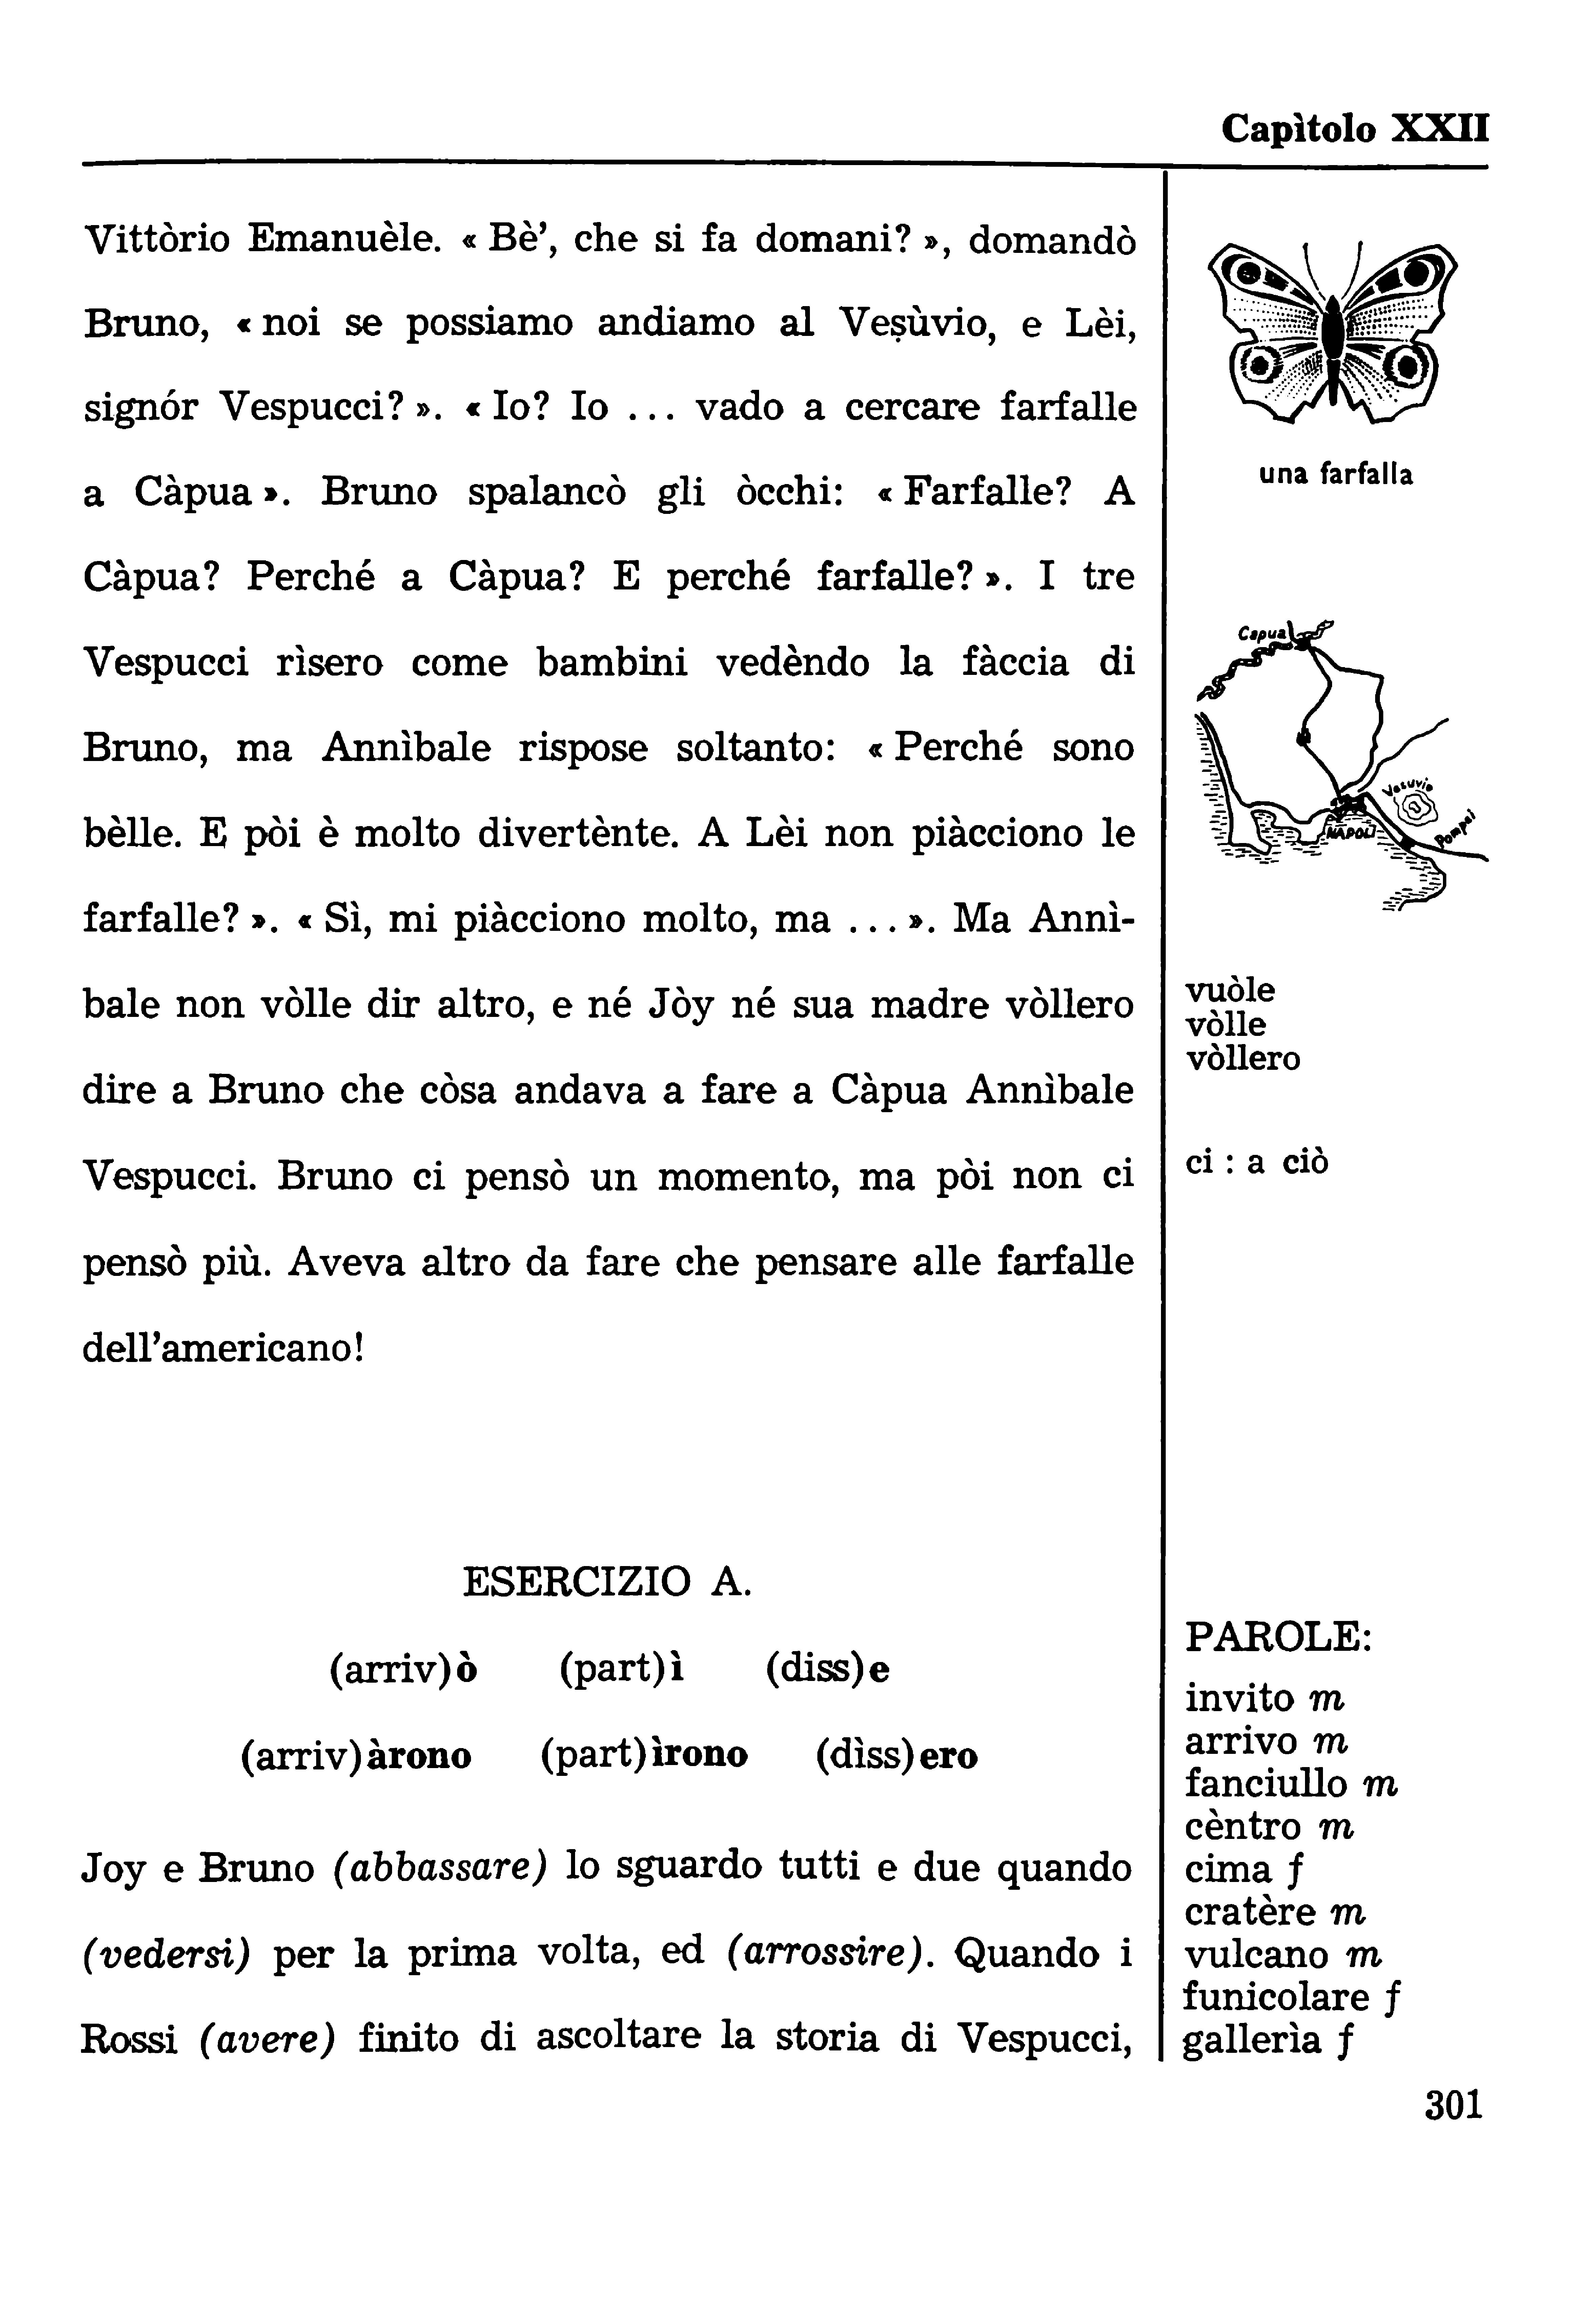 Capìtolo XXII
Vittòrio Emanuèle. « Bè’, che si fa domani? », domandò
Bruno, « noi se possiamo andiamo al Veṣùvio, e Lèi,
signór Vespucci? ». « Io? Io ... vado a cercare farfalle
a Càpua ». Bruno spalancò gli òcchi: « Farfalle? A
Càpua? Perché a Càpua? E perché farfalle? ». I tre
Vespucci rìsero come bambini vedèndo la fàccia di
Bruno, ma Annìbale rispose soltanto: « Perché sono
bèlle. E pòi è molto divertènte. A Lèi non piàcciono le
farfalle? ». « Sì, mi piàcciono molto, ma ... ». Ma Annì-
bale non vòlle dir altro, e né Jòy né sua madre vòllero
dire a Bruno che còsa andava a fare a Càpua Annìbale
Vespucci. Bruno ci pensò un momento, ma pòi non ci
pensò più. Aveva altro da fare che pensare alle farfalle
dell’americano!
una farfalla
Capua
Vesuvio
NAPOLI
Pompei
vuòle
vòlle
vòllero
ci : a ciò
ESERCIZIO A.
(arriv)ò (part)ì (diss)e
(arriv)àrono (part)ìrono (dìss)ero
Joy e Bruno (abbassare) lo sguardo tutti e due quando
(vedersi) per la prima volta, ed (arrossire). Quando i
Rossi (avere) finito di ascoltare la storia di Vespucci,
PAROLE:
invito m
arrivo m
fanciullo m
cèntro m
cima f
cratère m
vulcano m
funicolare f
gallerìa f
301